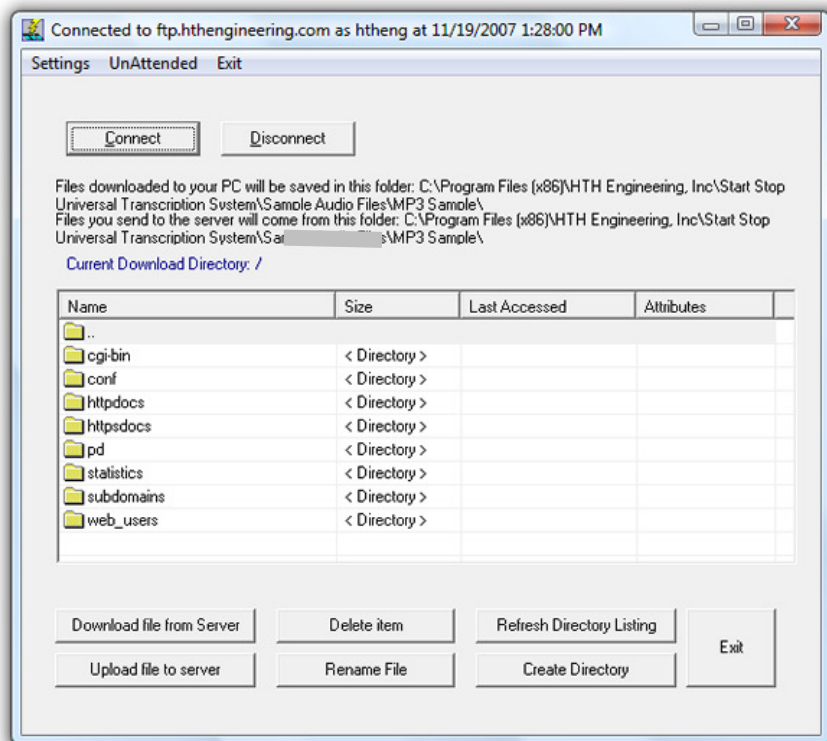 Connected to ftp.hthengineering.com as htheng at 11/19/2007 1:28:00 PM
Settings UnAttended Exit
Connect Disconnect
Files downloaded to your PC will be saved in this folder: C:\Program Files (x86)\HTH Engineering, Inc\Start Stop
Universal Transcription System\Sample Audio Files\MP3 Sample\
Files you send to the server will come from this folder: C:\Program Files (x86)\HTH Engineering, Inc\Start Stop
Universal Transcription System\ \MP3 Sample\
Current Download Directory: /
Name Size Last Accessed Attributes
..
cgi-bin < Directory >
conf < Directory >
httpdocs < Directory >
httpsdocs < Directory >
pd < Directory >
statistics < Directory >
subdomains < Directory >
web_users < Directory >
Download file from Server Delete item Refresh Directory Listing Exit
Upload file to server Rename File Create Directory